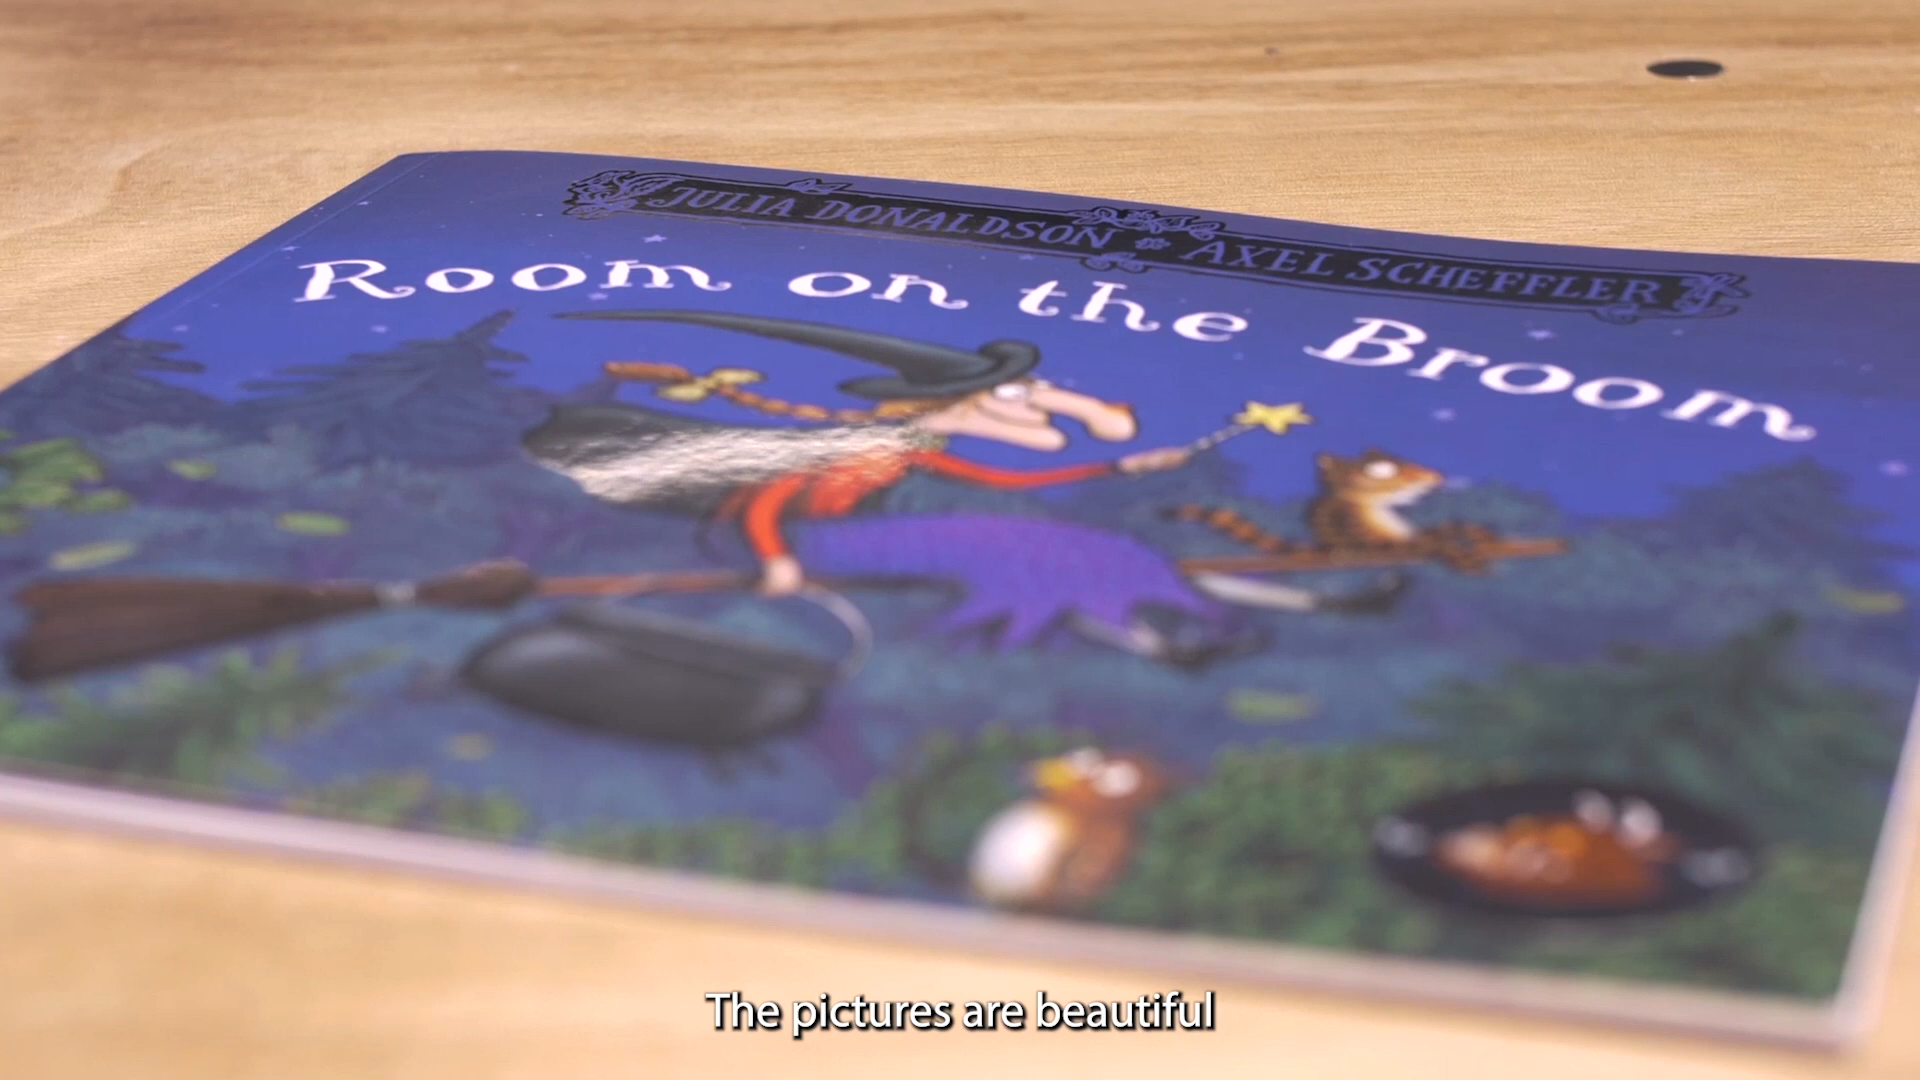 JULIA DONALDSON AXEL SCHEFFLER
Room on the Broom
The pictures are beautiful